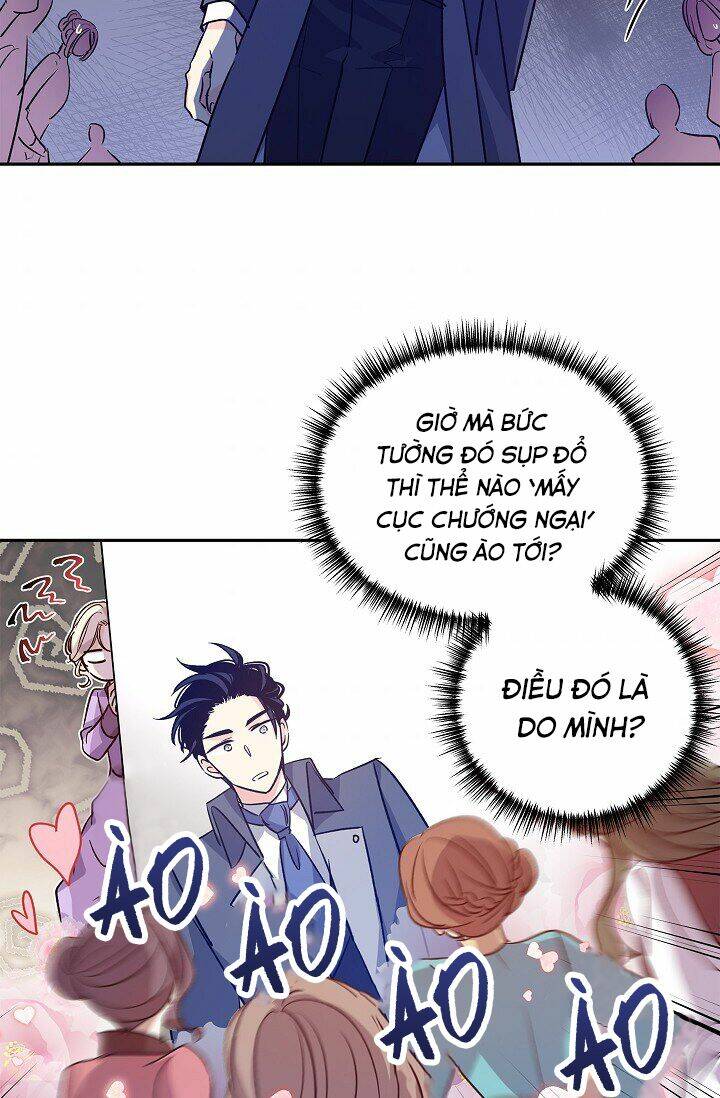 GIỜ MÀ BỨC
TƯỜNG ĐÓ SỤP ĐỔ
THÌ THỂ NÀO 'MẤY
CỤC CHƯỚNG NGẠI'
CŨNG ÀO TỚI?
ĐIỀU ĐÓ LÀ
DO MÌNH?
ÀO
ÀO
ÀO
ÀO